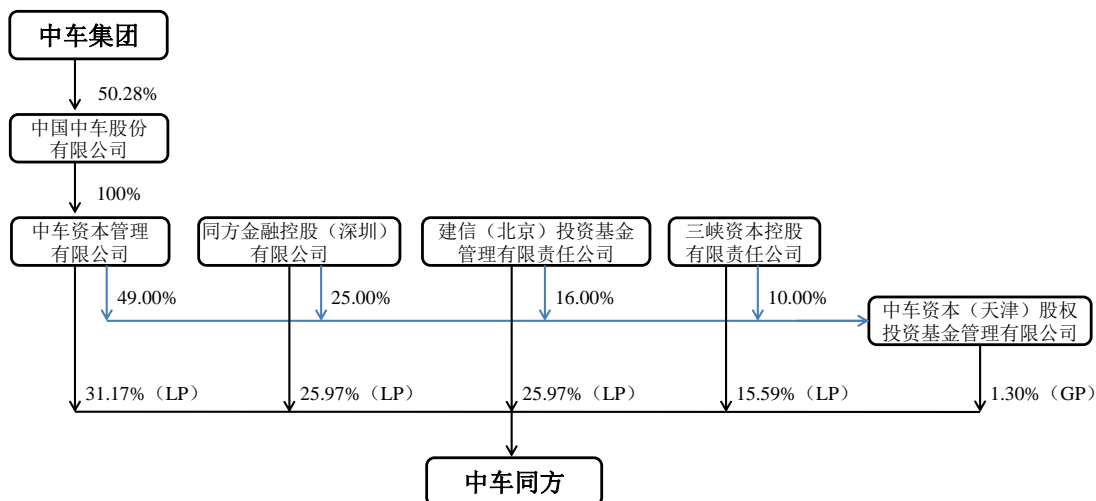 中车集团
50.28%
中国中车股份
有限公司
100%
中车资本管理
有限公司
同方金融控股（深圳）
有限公司
建信（北京）投资基金
管理有限责任公司
三峡资本控股
有限责任公司
49.00%
25.00%
16.00%
10.00%
中车资本（天津）股权
投资基金管理有限公司
31.17%（LP）
25.97%（LP）
25.97%（LP）
15.59%（LP）
1.30%（GP）
中车同方